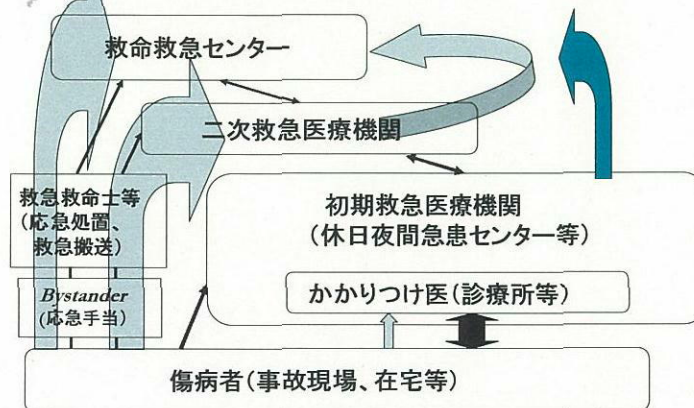 救命救急センター
二次救急医療機関
救急救命士等
(応急処置、
救急搬送)
初期救急医療機関
(休日夜間急患センター等)
Bystander
(応急手当)
かかりつけ医(診療所等)
傷病者(事故現場、在宅等)